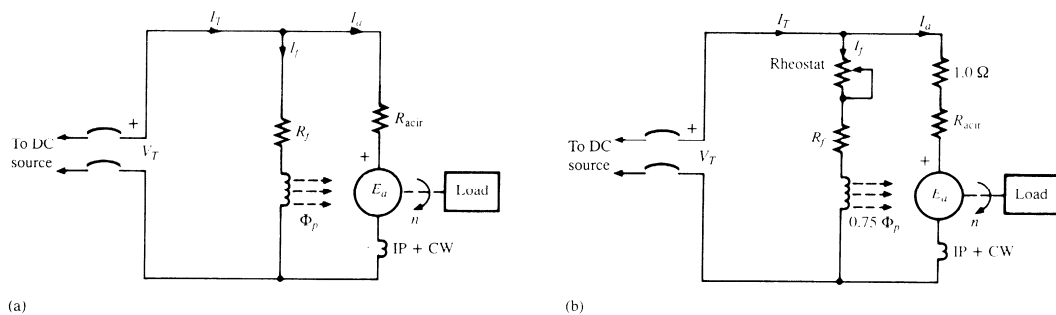 I_T
I_a
I_f
R_acir
R_f
To DC
source
+
V_T
+
E_a
Load
Φ_p
n
IP + CW
(a)
I_T
I_a
I_f
Rheostat
1.0 Ω
R_acir
R_f
To DC
source
+
V_T
+
E_a
Load
0.75 Φ_p
n
IP + CW
(b)